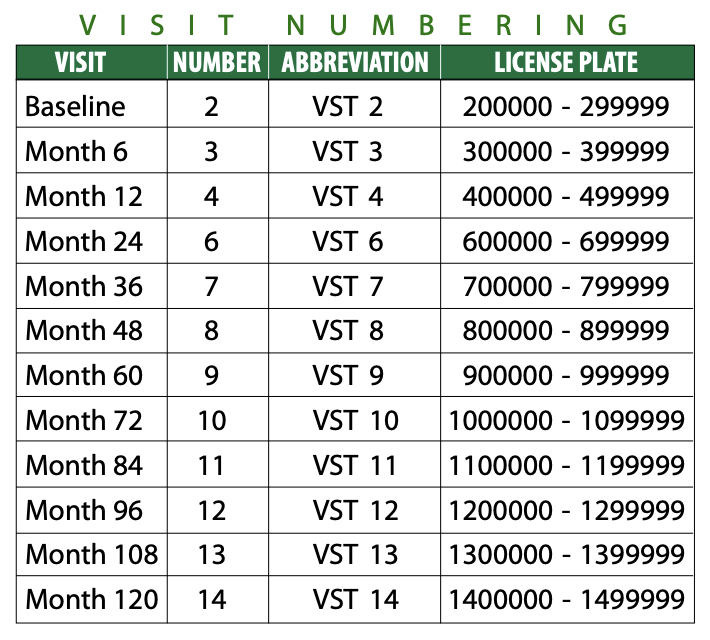 VISIT NUMBERING
VISIT NUMBER ABBREVIATION LICENSE PLATE
Baseline 2 VST 2 200000 - 299999
Month 6 3 VST 3 300000 - 399999
Month 12 4 VST 4 400000 - 499999
Month 24 6 VST 6 600000 - 699999
Month 36 7 VST 7 700000 - 799999
Month 48 8 VST 8 800000 - 899999
Month 60 9 VST 9 900000 - 999999
Month 72 10 VST 10 1000000 - 1099999
Month 84 11 VST 11 1100000 - 1199999
Month 96 12 VST 12 1200000 - 1299999
Month 108 13 VST 13 1300000 - 1399999
Month 120 14 VST 14 1400000 - 1499999